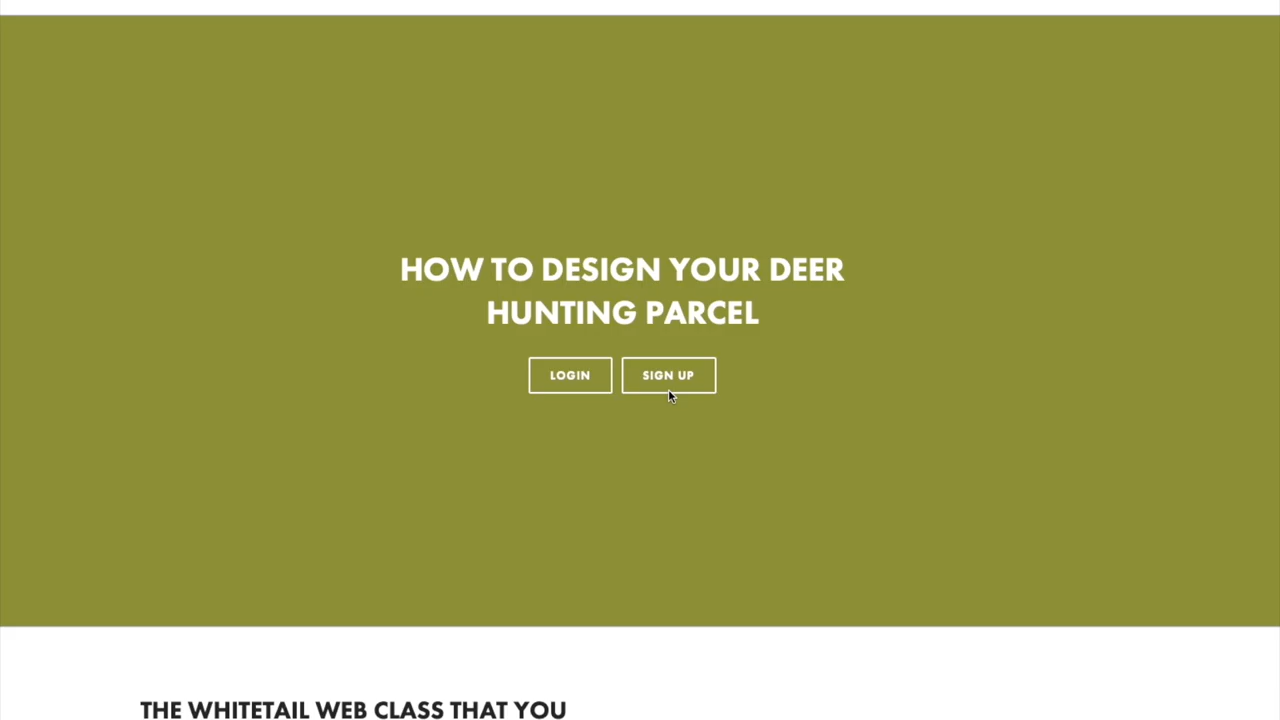 HOW TO DESIGN YOUR DEER
HUNTING PARCEL
LOGIN
SIGN UP
THE WHITETAIL WEB CLASS THAT YOU